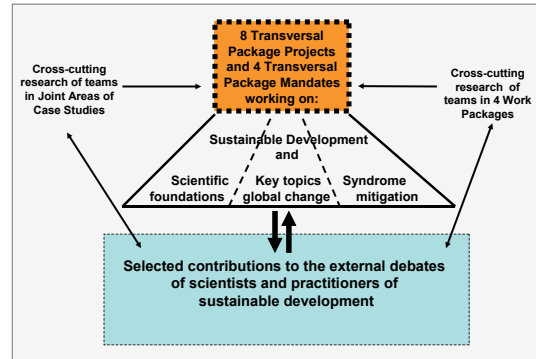 8 Transversal
Package Projects
and 4 Transversal
Package Mandates
working on:
Cross-cutting
research of teams
in Joint Areas of
Case Studies
Cross-cutting
research of
teams in 4 Work
Packages
Sustainable Development
and
Scientific
foundations
Key topics
global change
Syndrome
mitigation
Selected contributions to the external debates
of scientists and practitioners of
sustainable development